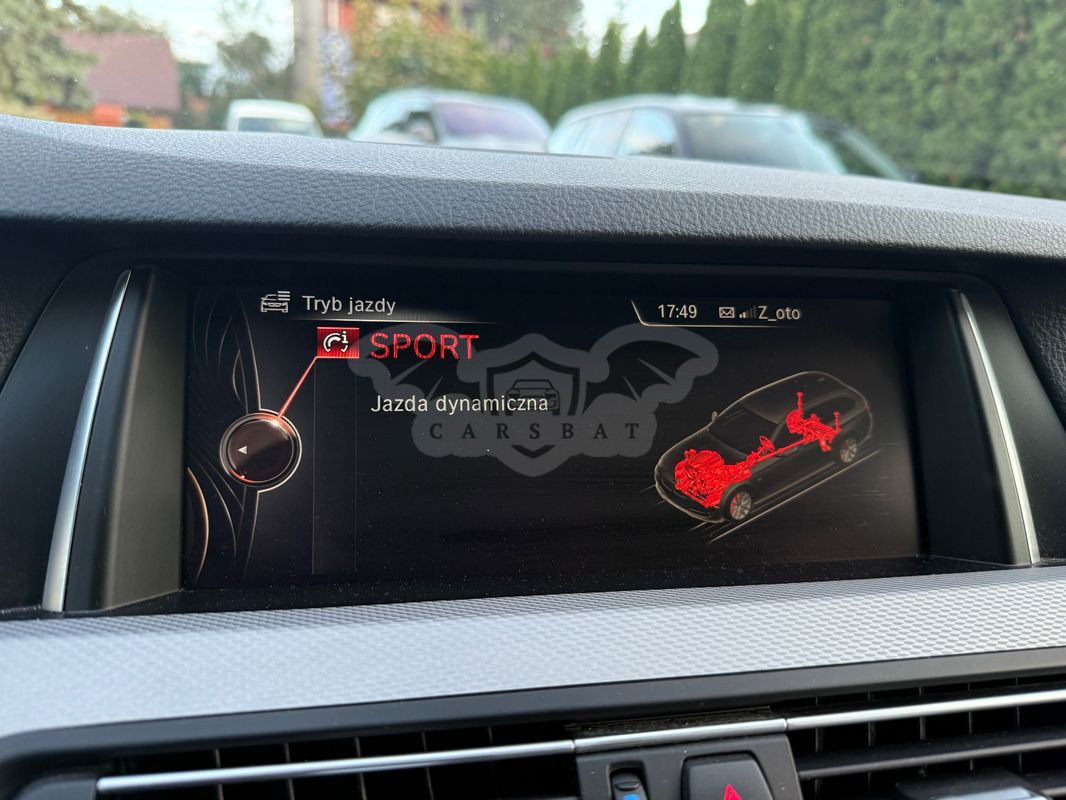 Tryb jazdy
17:49 Z_oto
SPORT
Jazda dynamiczna
CARSBAT